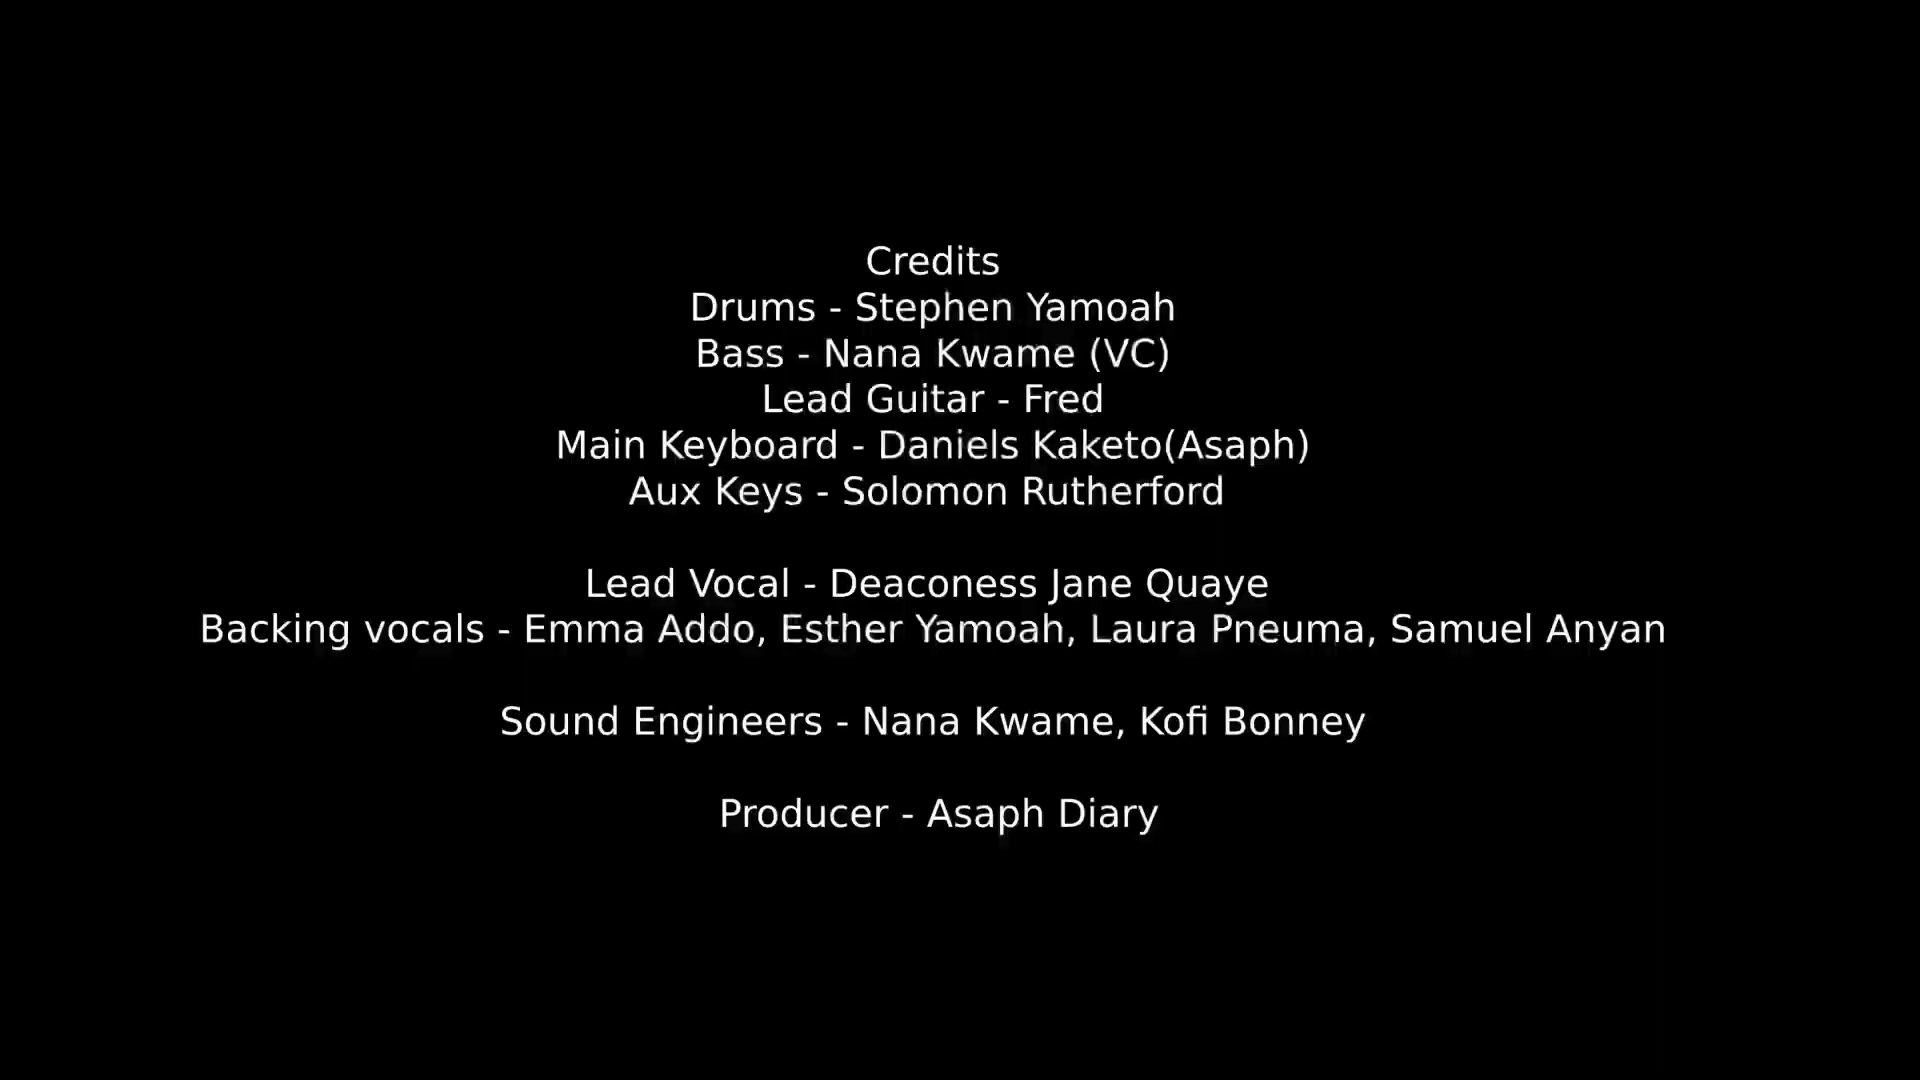 Credits
Drums - Stephen Yamoah
Bass - Nana Kwame (VC)
Lead Guitar - Fred
Main Keyboard - Daniels Kaketo(Asaph)
Aux Keys - Solomon Rutherford
Lead Vocal - Deaconess Jane Quaye
Backing vocals - Emma Addo, Esther Yamoah, Laura Pneuma, Samuel Anyan
Sound Engineers - Nana Kwame, Kofi Bonney
Producer - Asaph Diary